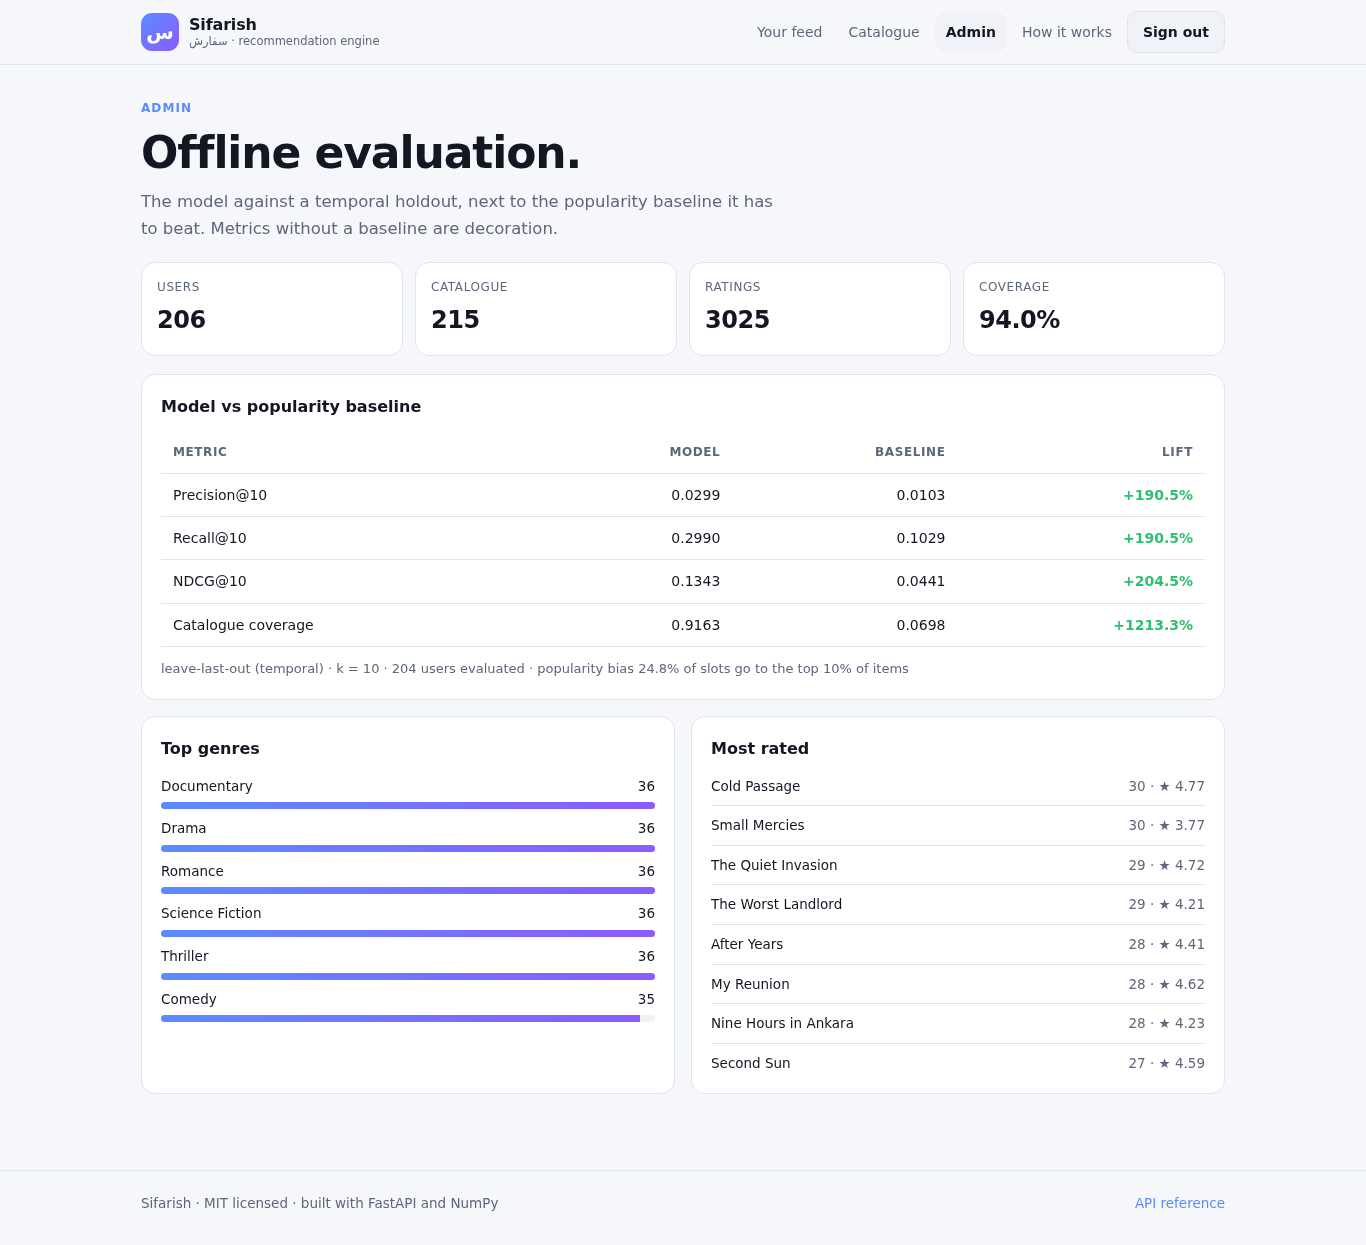 س
Sifarish
سفارش · recommendation engine
Your feed
Catalogue
Admin
How it works
Sign out
ADMIN
Offline evaluation.
The model against a temporal holdout, next to the popularity baseline it has
to beat. Metrics without a baseline are decoration.
USERS
206
CATALOGUE
215
RATINGS
3025
COVERAGE
94.0%
Model vs popularity baseline
METRIC MODEL BASELINE LIFT
Precision@10 0.0299 0.0103 +190.5%
Recall@10 0.2990 0.1029 +190.5%
NDCG@10 0.1343 0.0441 +204.5%
Catalogue coverage 0.9163 0.0698 +1213.3%
leave-last-out (temporal) · k = 10 · 204 users evaluated · popularity bias 24.8% of slots go to the top 10% of items
Top genres
Documentary 36
Drama 36
Romance 36
Science Fiction 36
Thriller 36
Comedy 35
Most rated
Cold Passage 30 · ★ 4.77
Small Mercies 30 · ★ 3.77
The Quiet Invasion 29 · ★ 4.72
The Worst Landlord 29 · ★ 4.21
After Years 28 · ★ 4.41
My Reunion 28 · ★ 4.62
Nine Hours in Ankara 28 · ★ 4.23
Second Sun 27 · ★ 4.59
Sifarish · MIT licensed · built with FastAPI and NumPy
API reference